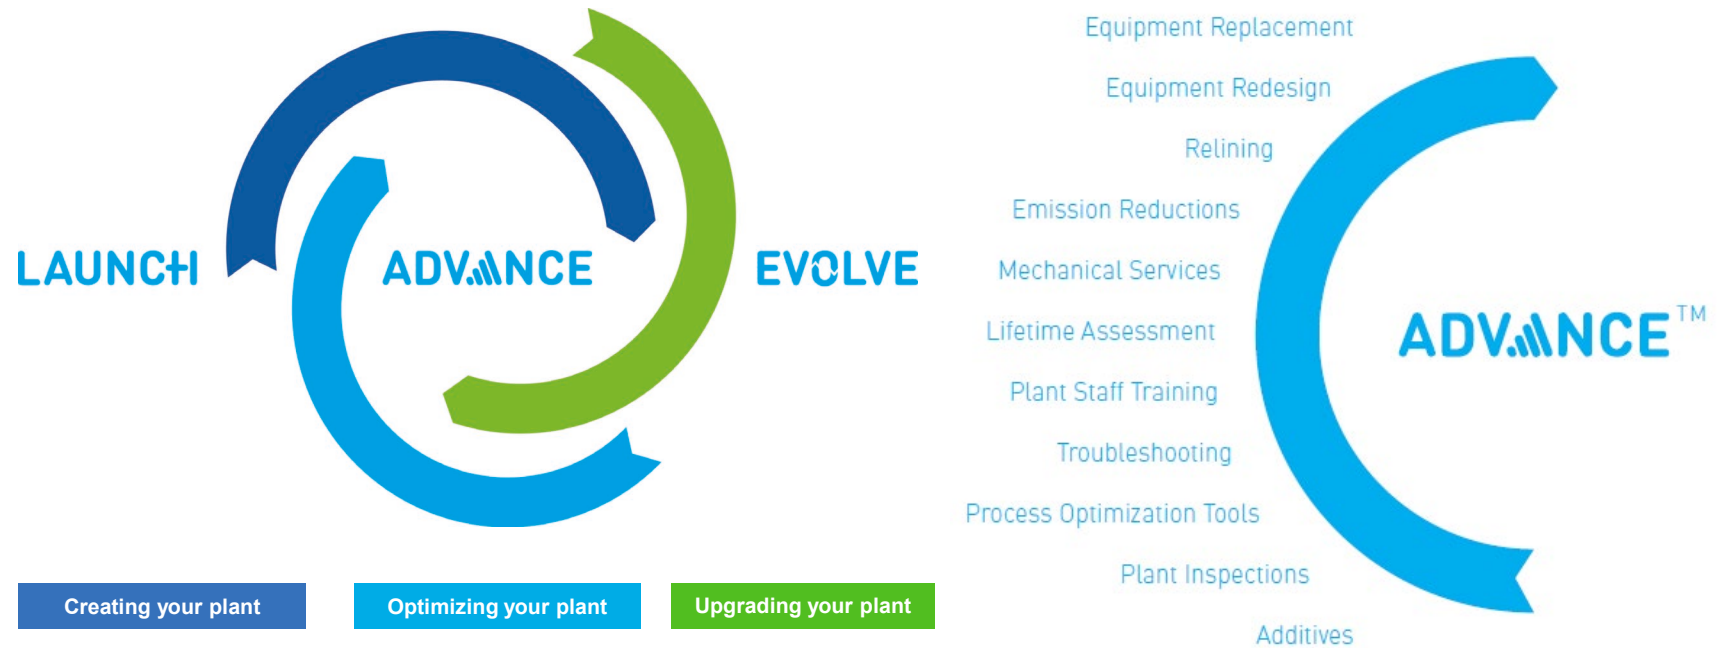 LAUNCH
ADVANCE
EVOLVE
Creating your plant
Optimizing your plant
Upgrading your plant
Equipment Replacement
Equipment Redesign
Relining
Emission Reductions
Mechanical Services
Lifetime Assessment
Plant Staff Training
Troubleshooting
Process Optimization Tools
Plant Inspections
Additives
ADVANCE™